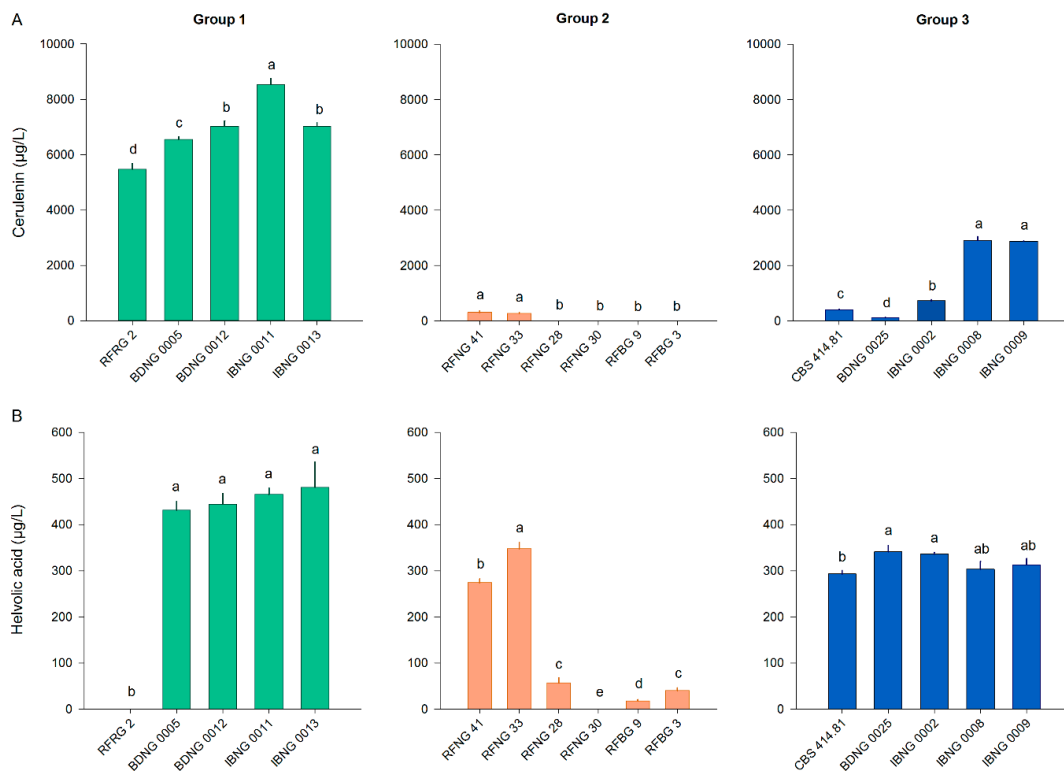 A
Group 1
Group 2
Group 3
Cerulenin (µg/L)
10000
8000
6000
4000
2000
0
d
c
b
a
b
RFRG 2
BDNG 0005
BDNG 0012
IBNG 0011
IBNG 0013
10000
8000
6000
4000
2000
0
a
a
b
b
b
b
RFNG 41
RFNG 33
RFNG 28
RFNG 30
RFBG 9
RFBG 3
10000
8000
6000
4000
2000
0
c
d
b
a
a
CBS 414.81
BDNG 0025
IBNG 0002
IBNG 0008
IBNG 0009
B
Helvolic acid (µg/L)
600
500
400
300
200
100
0
b
a
a
a
a
RFRG 2
BDNG 0005
BDNG 0012
IBNG 0011
IBNG 0013
600
500
400
300
200
100
0
b
a
c
e
d
c
RFNG 41
RFNG 33
RFNG 28
RFNG 30
RFBG 9
RFBG 3
600
500
400
300
200
100
0
b
a
a
ab
ab
CBS 414.81
BDNG 0025
IBNG 0002
IBNG 0008
IBNG 0009